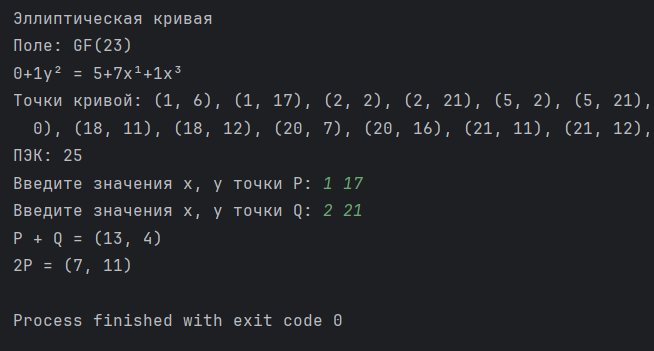 Эллиптическая кривая
Поле: GF(23)
0+1y² = 5+7x¹+1x³
Точки кривой: (1, 6), (1, 17), (2, 2), (2, 21), (5, 2), (5, 21),
0), (18, 11), (18, 12), (20, 7), (20, 16), (21, 11), (21, 12),
ПЭК: 25
Введите значения x, y точки P: 1 17
Введите значения x, y точки Q: 2 21
P + Q = (13, 4)
2P = (7, 11)
Process finished with exit code 0